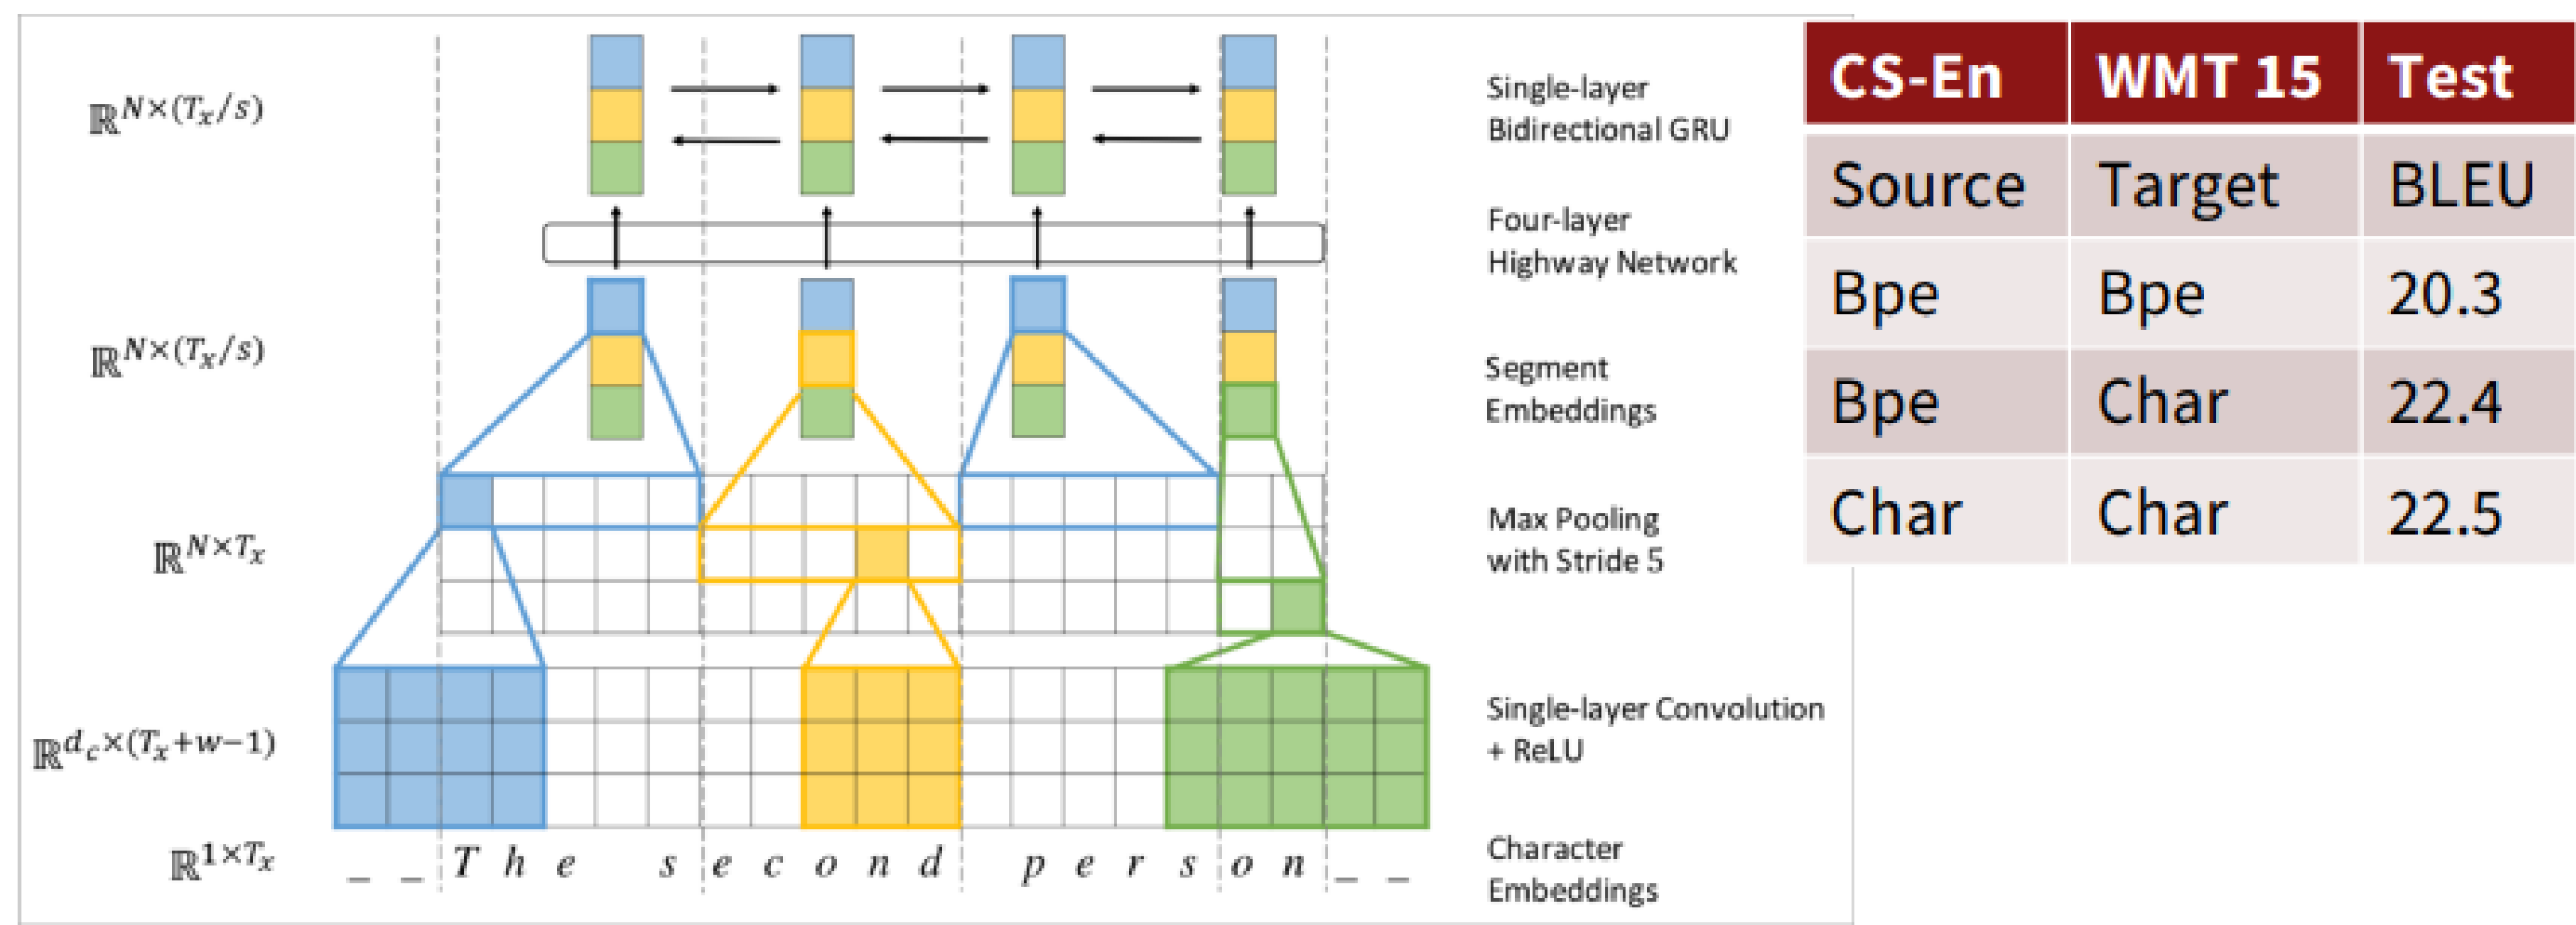 ℝ^{N×(T_x/s)}
Single-layer
Bidirectional GRU
Four-layer
Highway Network
ℝ^{N×(T_x/s)}
Segment
Embeddings
ℝ^{N×T_x}
Max Pooling
with Stride 5
ℝ^{d_c×(T_x+w−1)}
Single-layer Convolution
+ ReLU
ℝ^{1×T_x}
_ _ T h e s e c o n d p e r s o n _ _
Character
Embeddings
CS-En WMT 15 Test
Source Target BLEU
Bpe Bpe 20.3
Bpe Char 22.4
Char Char 22.5